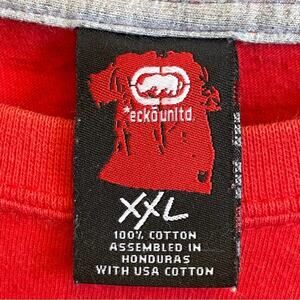 *ecko unltd.
XXL
100% COTTON
ASSEMBLED IN
HONDURAS
WITH USA COTTON